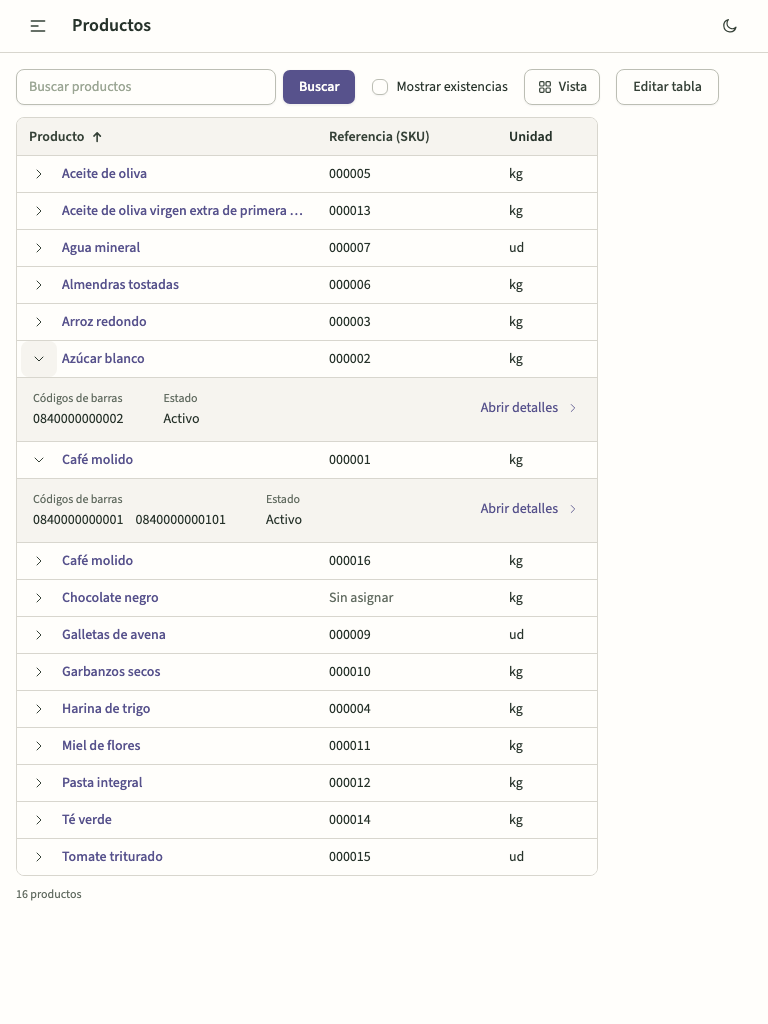 Productos
Buscar productos
Buscar
Mostrar existencias
Vista
Editar tabla
Producto Referencia (SKU) Unidad
Aceite de oliva 000005 kg
Aceite de oliva virgen extra de primera … 000013 kg
Agua mineral 000007 ud
Almendras tostadas 000006 kg
Arroz redondo 000003 kg
Azúcar blanco 000002 kg
Códigos de barras Estado
0840000000002 Activo
Abrir detalles
Café molido 000001 kg
Códigos de barras Estado
0840000000001 0840000000101 Activo
Abrir detalles
Café molido 000016 kg
Chocolate negro Sin asignar kg
Galletas de avena 000009 ud
Garbanzos secos 000010 kg
Harina de trigo 000004 kg
Miel de flores 000011 kg
Pasta integral 000012 kg
Té verde 000014 kg
Tomate triturado 000015 ud
16 productos